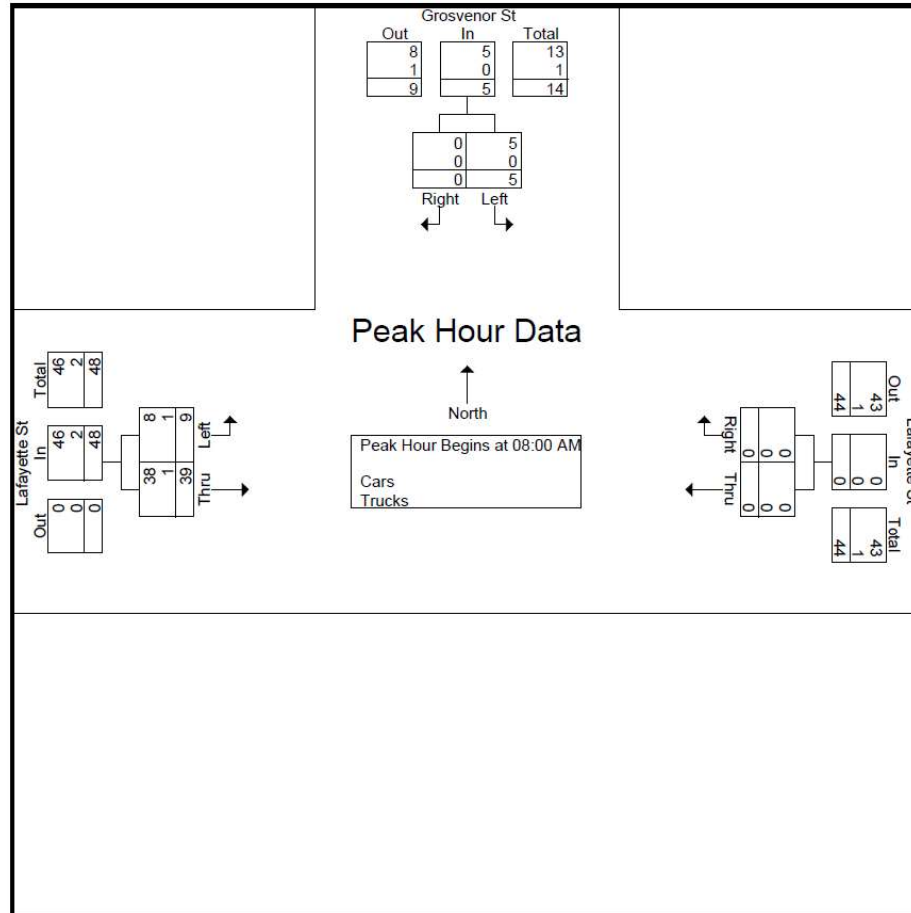 Grosvenor St
Out In Total
8 5 13
1 0 1
9 5 14
0 5
0 0
0 5
Right Left
Peak Hour Data
North
Peak Hour Begins at 08:00 AM
Cars
Trucks
Lafayette St
Total
46
2
48
In
46
2
48
Out
0
0
0
Left
8
1
9
Thru
38
1
39
Right
0
0
0
Thru
0
0
0
Lafayette St
Out
43
1
44
In
0
0
0
Total
43
1
44